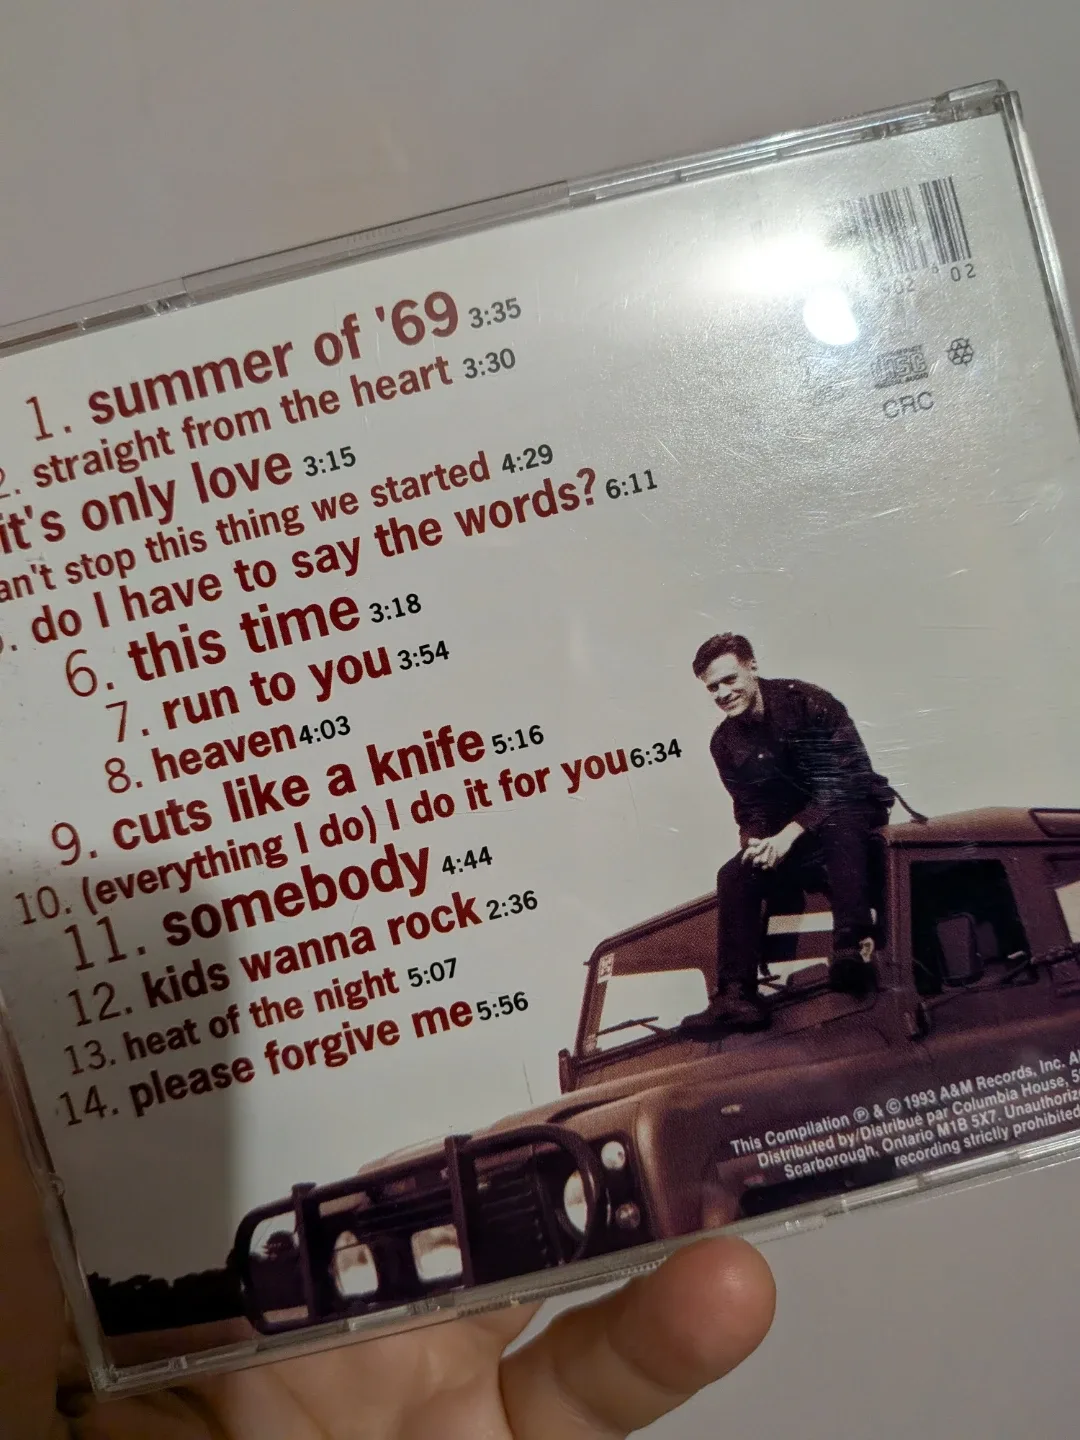 1. summer of '69 3:35
2. straight from the heart 3:30
it's only love 3:15
an't stop this thing we started 4:29
. do I have to say the words? 6:11
6. this time 3:18
7. run to you 3:54
8. heaven 4:03
9. cuts like a knife 5:16
10. (everything I do) I do it for you 6:34
11. somebody 4:44
12. kids wanna rock 2:36
13. heat of the night 5:07
14. please forgive me 5:56
02
DISC
CRC
This Compilation ℗ & © 1993 A&M Records, Inc.
Distributed by/Distribué par Columbia House,
Scarborough, Ontario M1B 5X7.
recording strictly prohibited